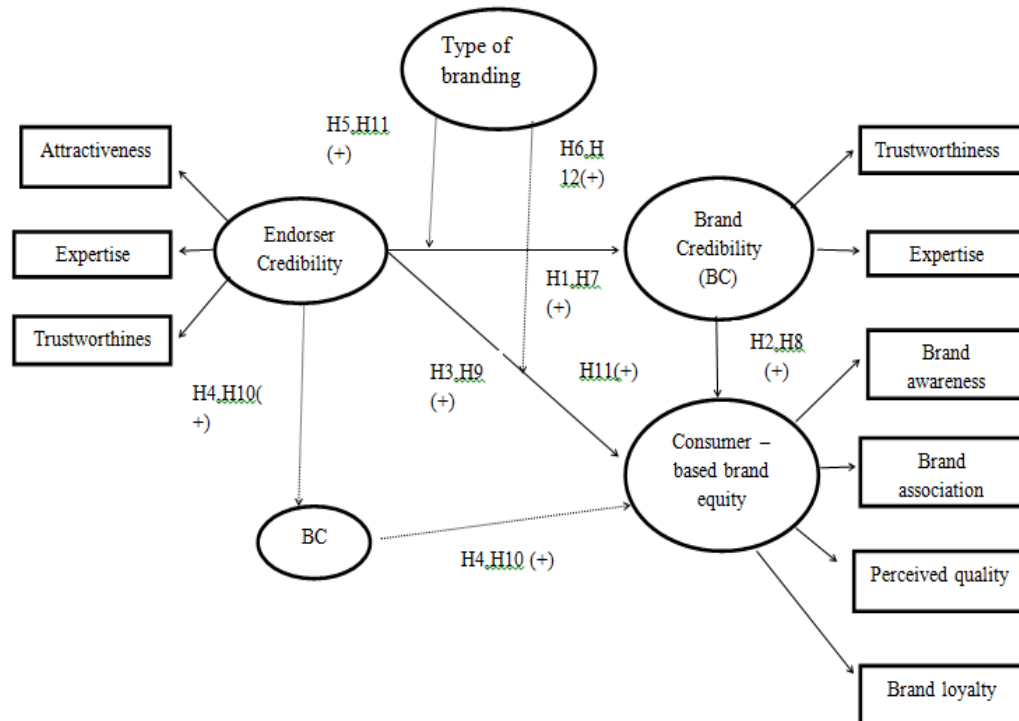 Type of
branding
H5,H11
(+)
H6,H
12(+)
Attractiveness
Expertise
Trustworthines
Endorser
Credibility
Brand
Credibility
(BC)
Trustworthiness
Expertise
H1,H7
(+)
H2,H8
(+)
H3,H9
(+)
H11(+)
H4,H10(
+)
Brand
awareness
Consumer –
based brand
equity
Brand
association
BC
H4,H10 (+)
Perceived quality
Brand loyalty